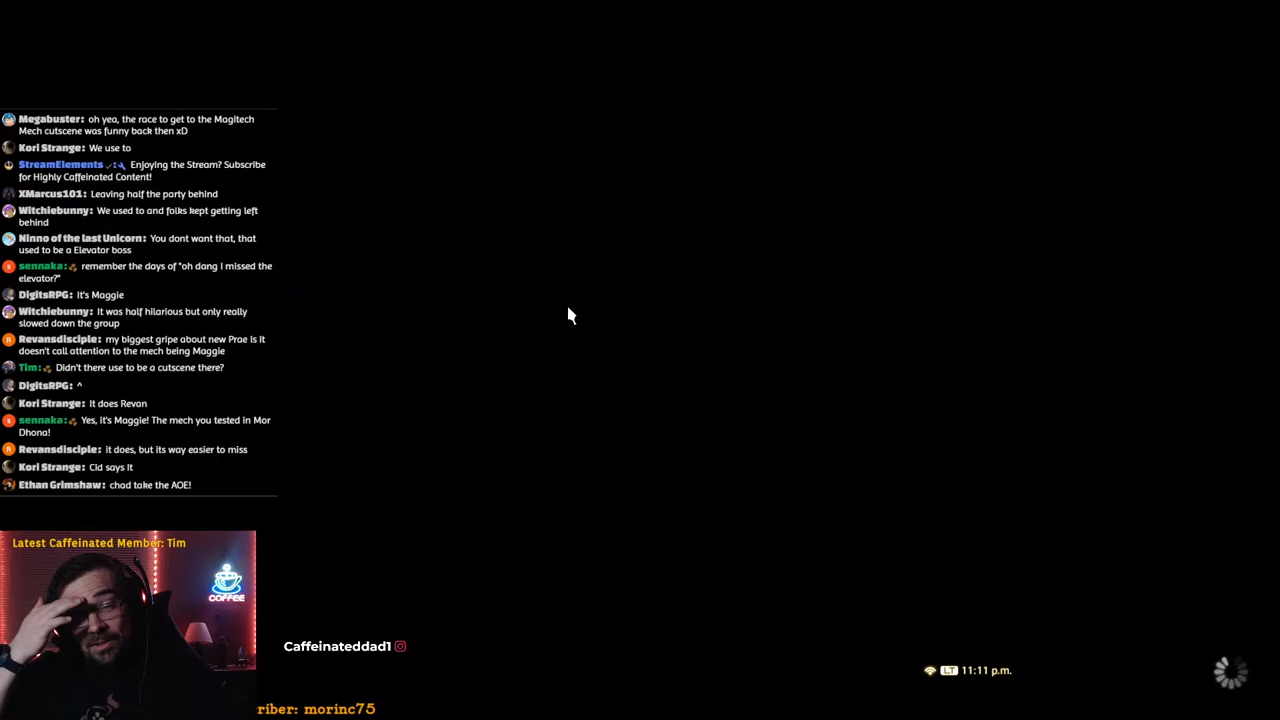 Megabuster: oh yea, the race to get to the Magitech
Mech cutscene was funny back then xD
Kori Strange: We use to
StreamElements Enjoying the Stream? Subscribe
for Highly Caffeinated Content!
XMarcus101: Leaving half the party behind
Witchiebunny: We used to and folks kept getting left
behind
Ninno of the last Unicorn: You dont want that, that
used to be a Elevator boss
sennaka: remember the days of "oh dang I missed the
elevator?"
DigitsRPG: It's Maggie
Witchiebunny: It was half hilarious but only really
slowed down the group
Revansdisciple: my biggest gripe about new Prae is it
doesn't call attention to the mech being Maggie
Tim: Didn't there use to be a cutscene there?
DigitsRPG: ^
Kori Strange: It does Revan
sennaka: Yes, it's Maggie! The mech you tested in Mor
Dhona!
Revansdisciple: it does, but its way easier to miss
Kori Strange: Cid says it
Ethan Grimshaw: chad take the AOE!
Latest Caffeinated Member: Tim
COFFEE
Caffeinateddad1
LT 11:11 p.m.
riber: morinc75